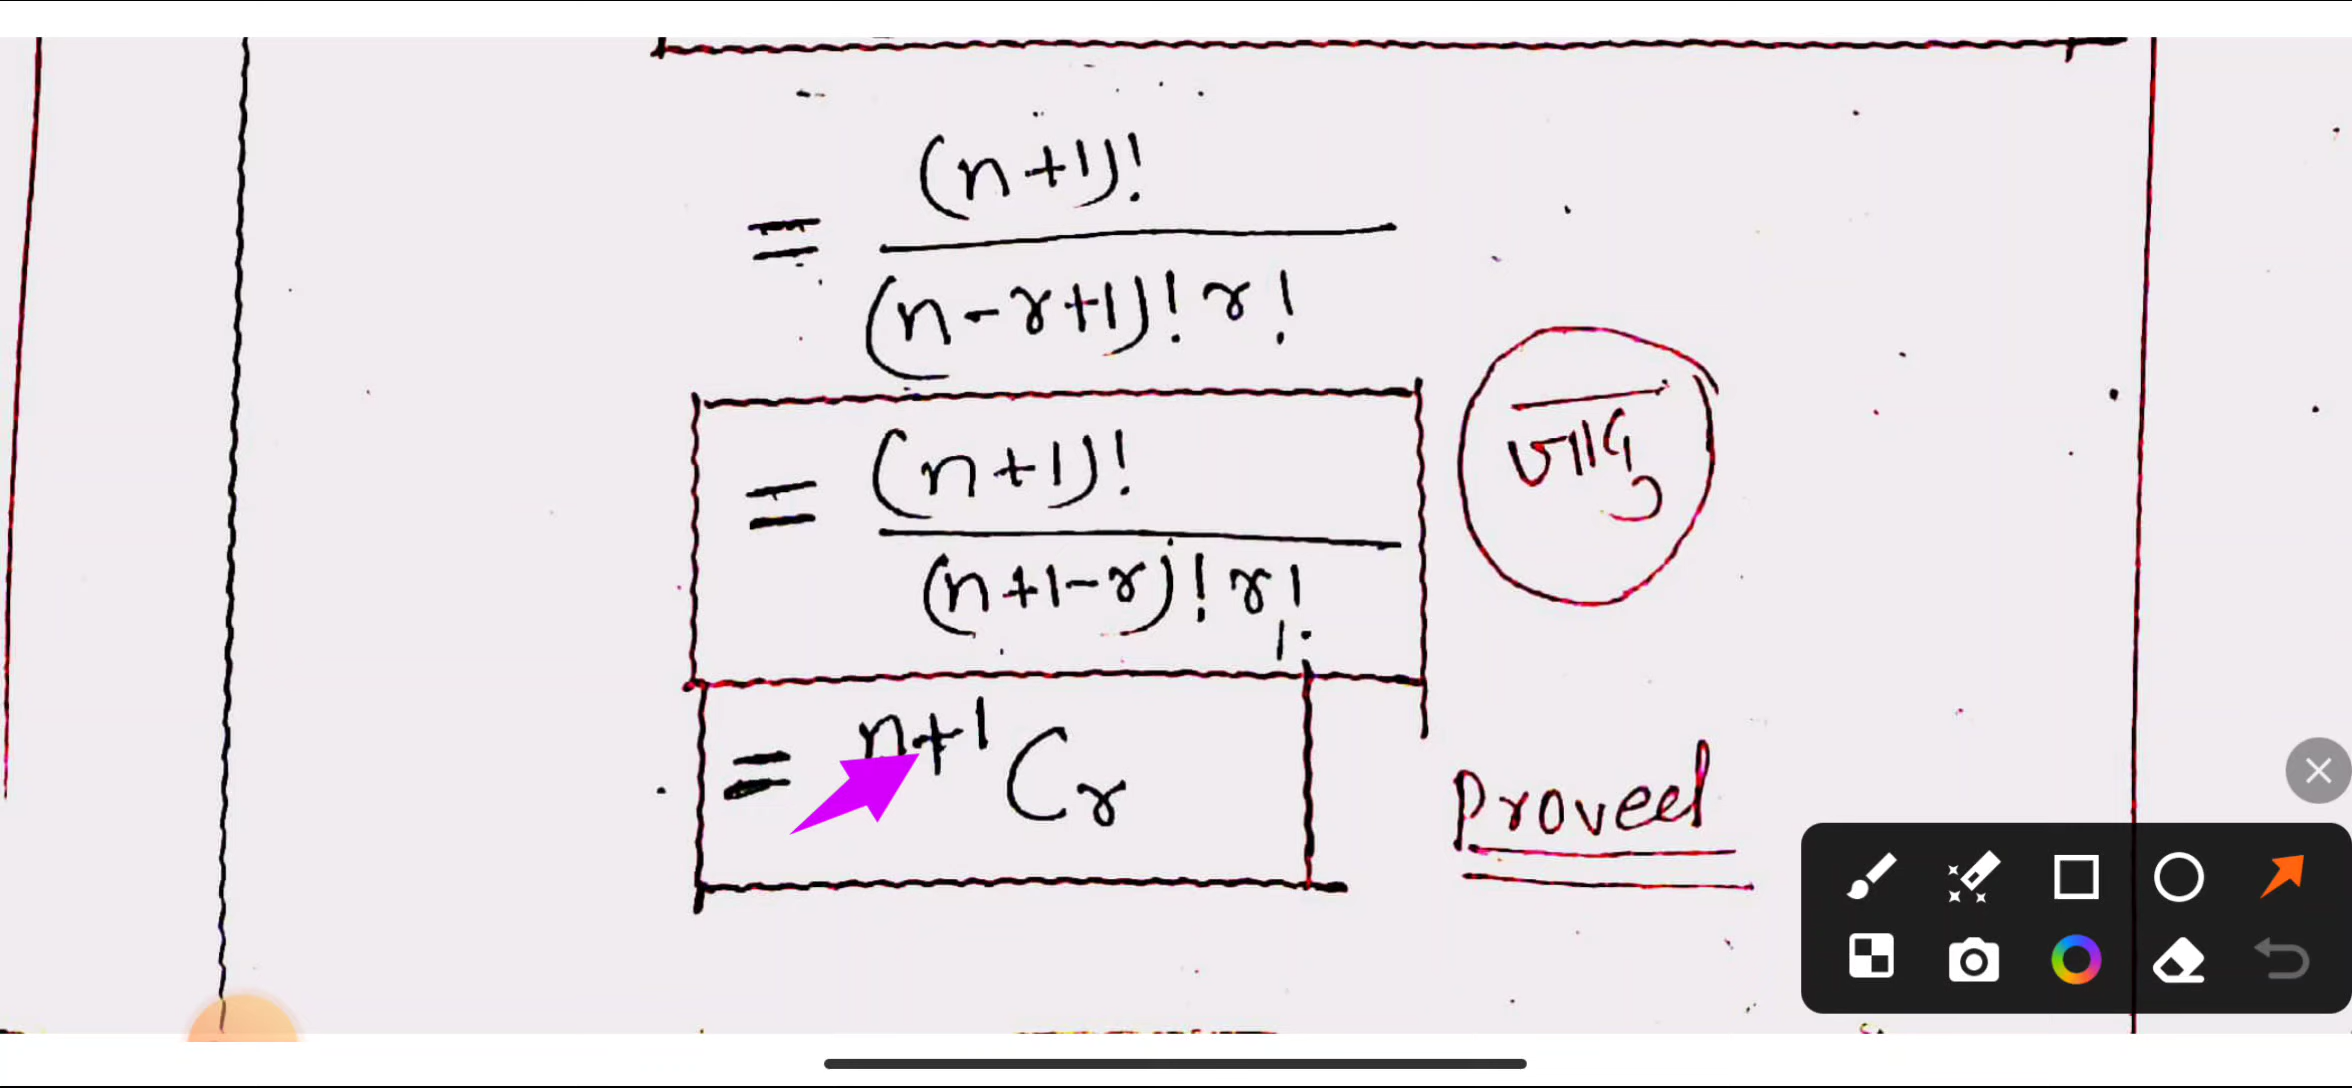 = (n+1)!
(n-r+1)! r!
= (n+1)!
(n+1-r)! r!
जादु
= n+1Cr
Proved